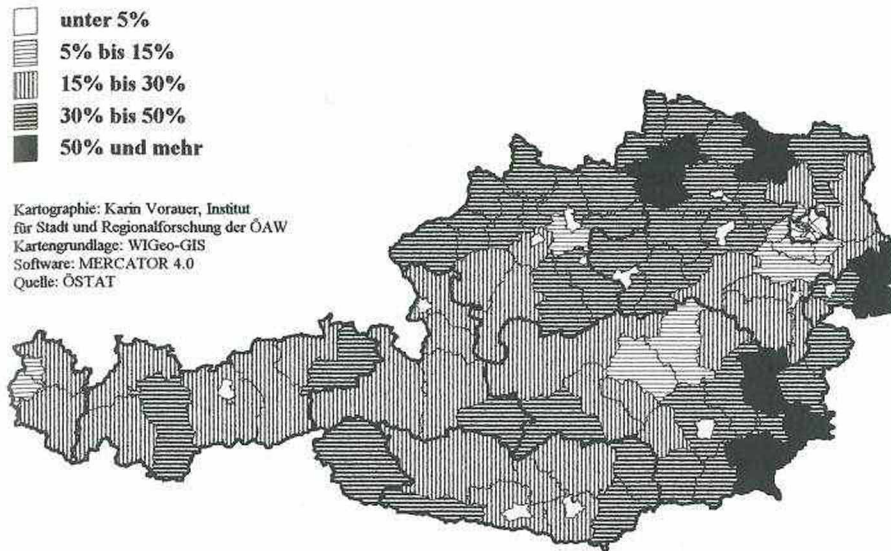 unter 5%
5% bis 15%
15% bis 30%
30% bis 50%
50% und mehr
Kartographie: Karin Vorauer, Institut
für Stadt und Regionalforschung der ÖAW
Kartengrundlage: WIGeo-GIS
Software: MERCATOR 4.0
Quelle: ÖSTAT